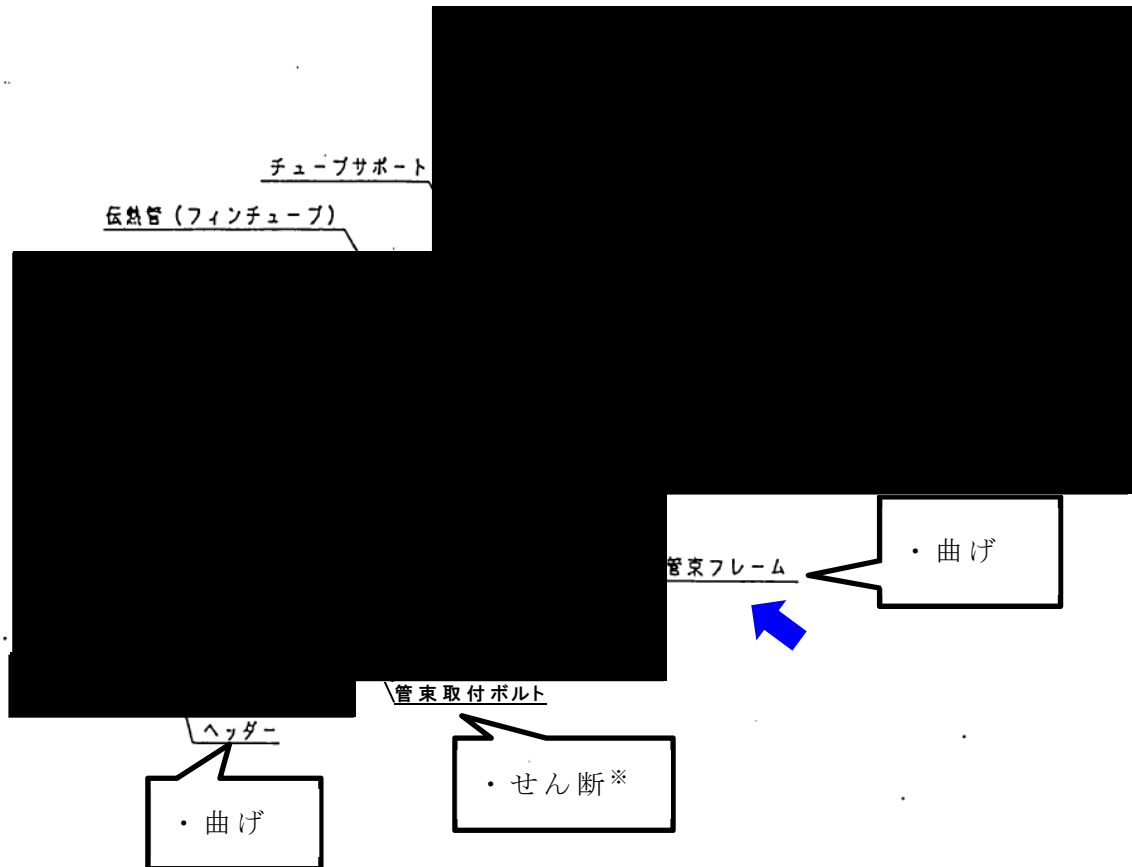 チューブサポート
伝熱管(フィンチューブ)
・曲げ
管束フレーム
管束取付ボルト
ヘッダー
・せん断※
・曲げ